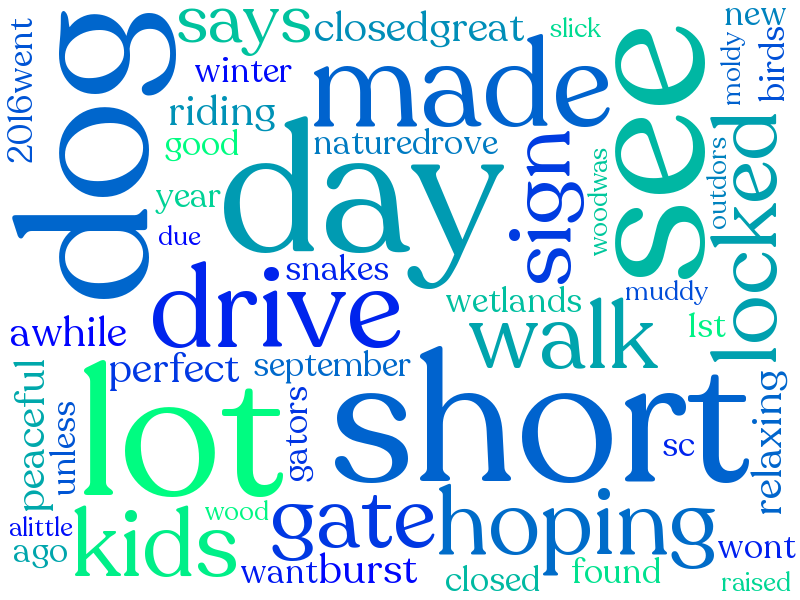 2016went
dog
says
closedgreat
slick
see
new
moldy
birds
winter
made
riding
good
naturedrove
day
sign
woodwas
outdors
locked
year
due
snakes
drive
wetlands
muddy
awhile
walk
lst
perfect
september
peaceful
unless
lot
gators
short
sc
relaxing
alittle
ago
kids
wood
gate
hoping
wont
wantburst
closed
found
raised